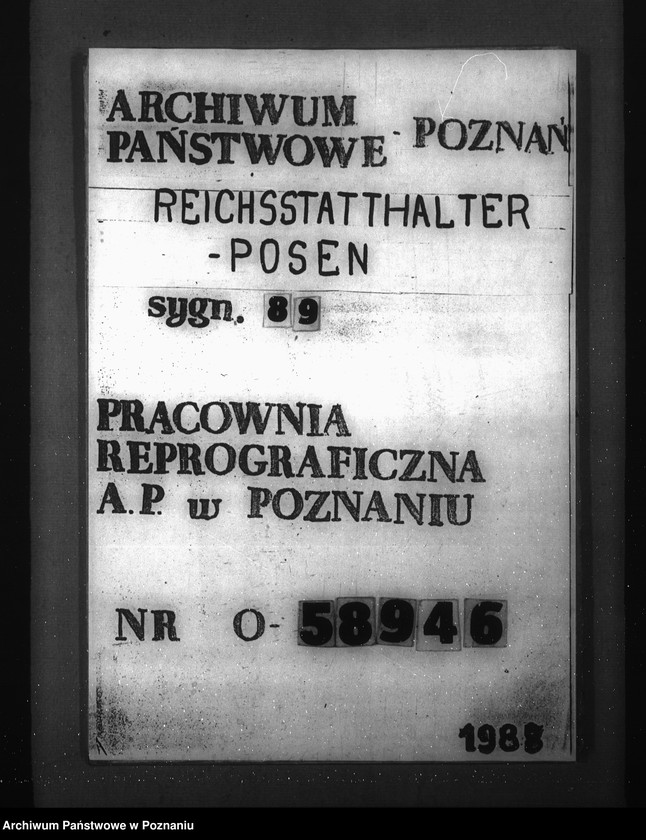 ARCHIWUM
PAŃSTWOWE - POZNAŃ
REICHSSTATTHALTER
-POSEN
sygn. 89
PRACOWNIA
REPROGRAFICZNA
A.P. w POZNANIU
NR O-58946
1988
Archiwum Państwowe w Poznaniu